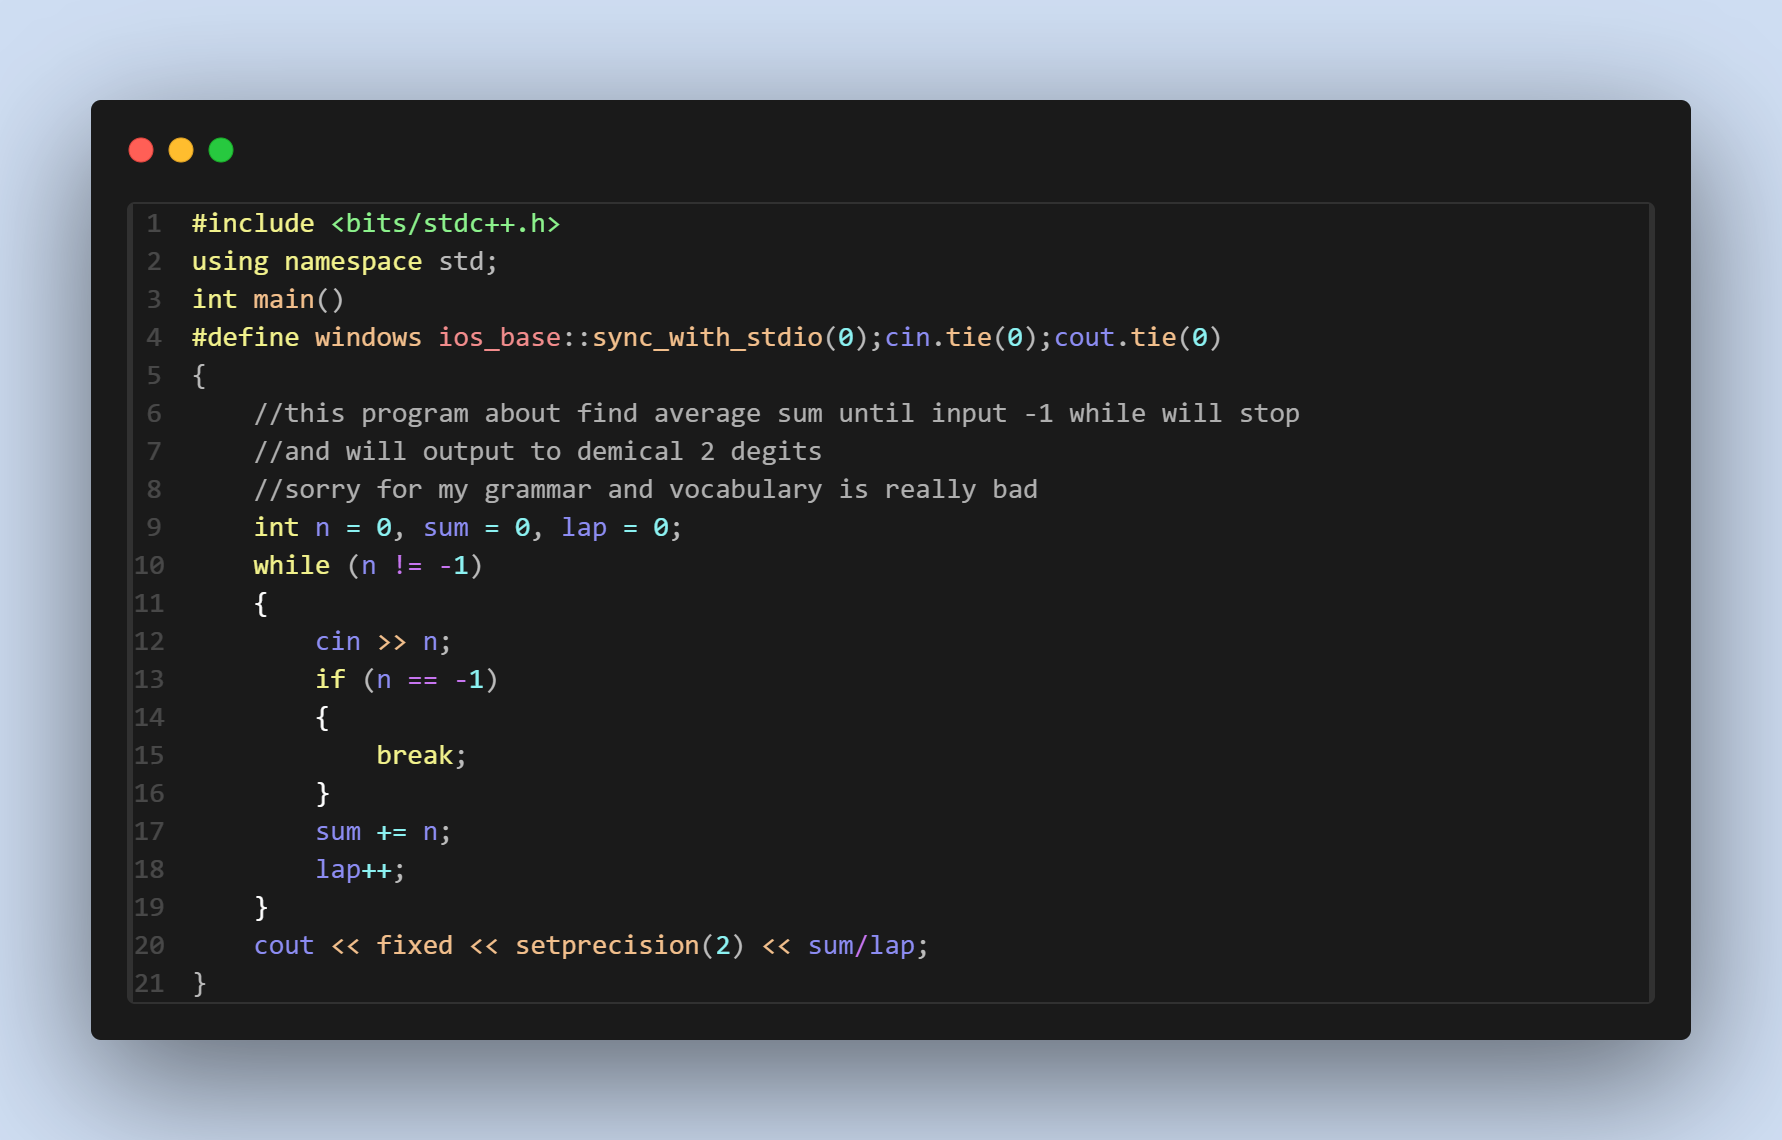 1 #include <bits/stdc++.h>
2 using namespace std;
3 int main()
4 #define windows ios_base::sync_with_stdio(0);cin.tie(0);cout.tie(0)
5 {
6     //this program about find average sum until input -1 while will stop
7     //and will output to demical 2 degits
8     //sorry for my grammar and vocabulary is really bad
9     int n = 0, sum = 0, lap = 0;
10     while (n != -1)
11     {
12         cin >> n;
13         if (n == -1)
14         {
15             break;
16         }
17         sum += n;
18         lap++;
19     }
20     cout << fixed << setprecision(2) << sum/lap;
21 }